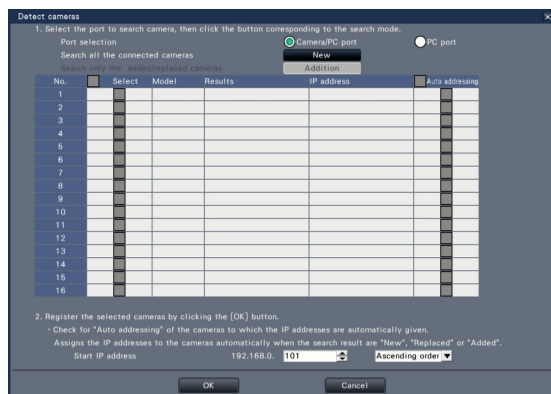 Detect cameras
1. Select the port to search camera, then click the button corresponding to the search mode.
Port selection Camera/PC port PC port
Search all the connected cameras New
Search only the added/replaced cameras Addition
No. Select Model Results IP address Auto addressing
1
2
3
4
5
6
7
8
9
10
11
12
13
14
15
16
2. Register the selected cameras by clicking the [OK] button.
・Check for "Auto addressing" of the cameras to which the IP addresses are automatically given.
Assigns the IP addresses to the cameras automatically when the search result are "New", "Replaced" or "Added".
Start IP address 192.168.0. 101 Ascending order
OK Cancel